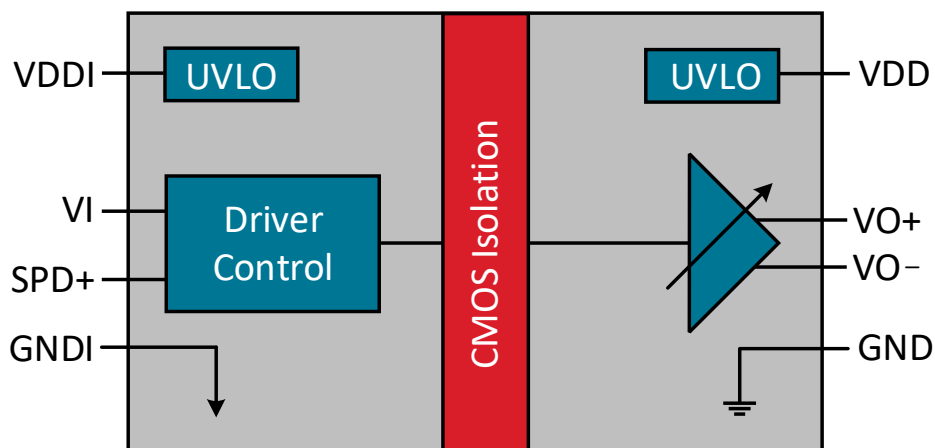 VDDI
UVLO
UVLO
VDD
VI
SPD+
GNDI
Driver
Control
CMOS Isolation
VO+
VO−
GND